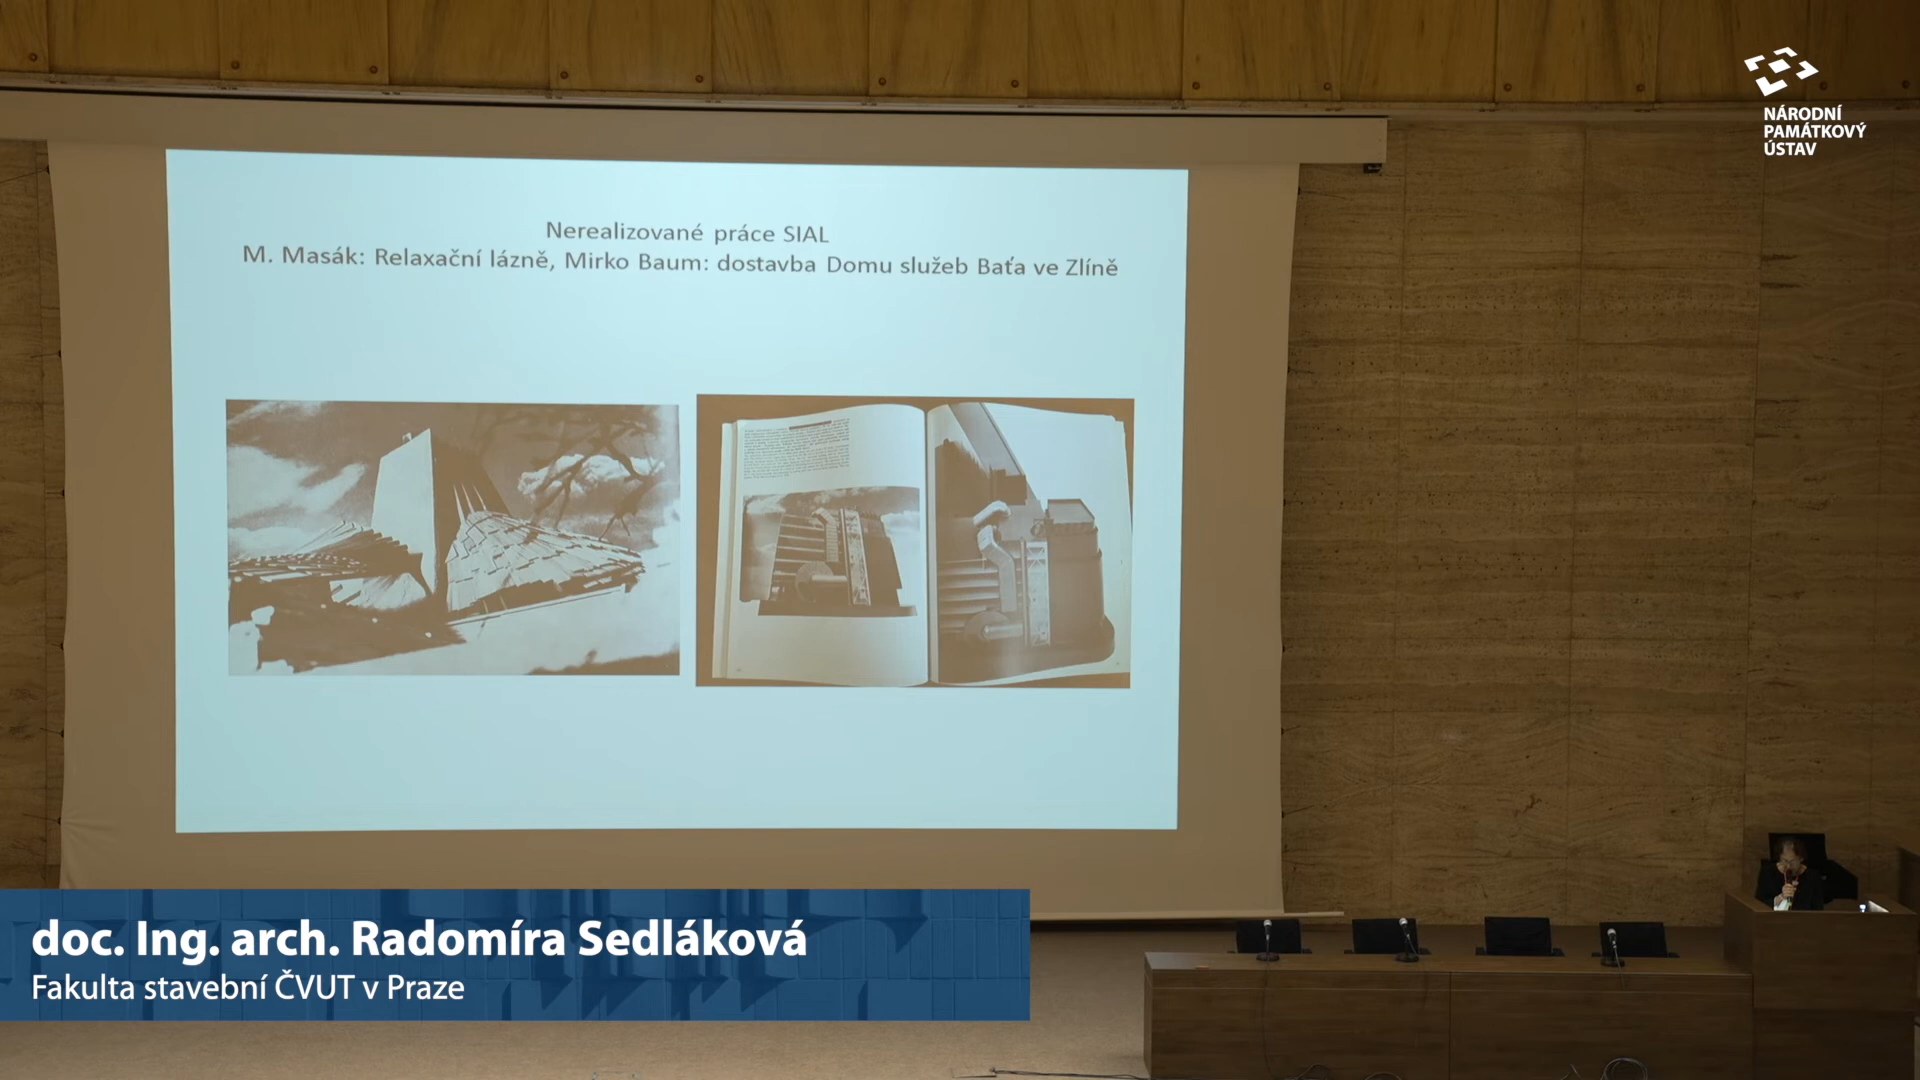 NÁRODNÍ
PAMÁTKOVÝ
ÚSTAV
Nerealizované práce SIAL
M. Masák: Relaxační lázně, Mirko Baum: dostavba Domu služeb Baťa ve Zlíně
doc. Ing. arch. Radomíra Sedláková
Fakulta stavební ČVUT v Praze